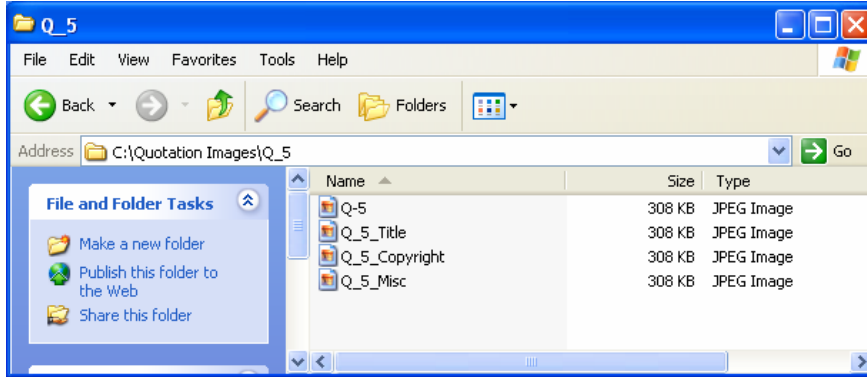 Q_5
File Edit View Favorites Tools Help
Back Search Folders
Address C:\Quotation Images\Q_5 Go
File and Folder Tasks
Make a new folder
Publish this folder to
the Web
Share this folder
Name Size Type
Q-5 308 KB JPEG Image
Q_5_Title 308 KB JPEG Image
Q_5_Copyright 308 KB JPEG Image
Q_5_Misc 308 KB JPEG Image